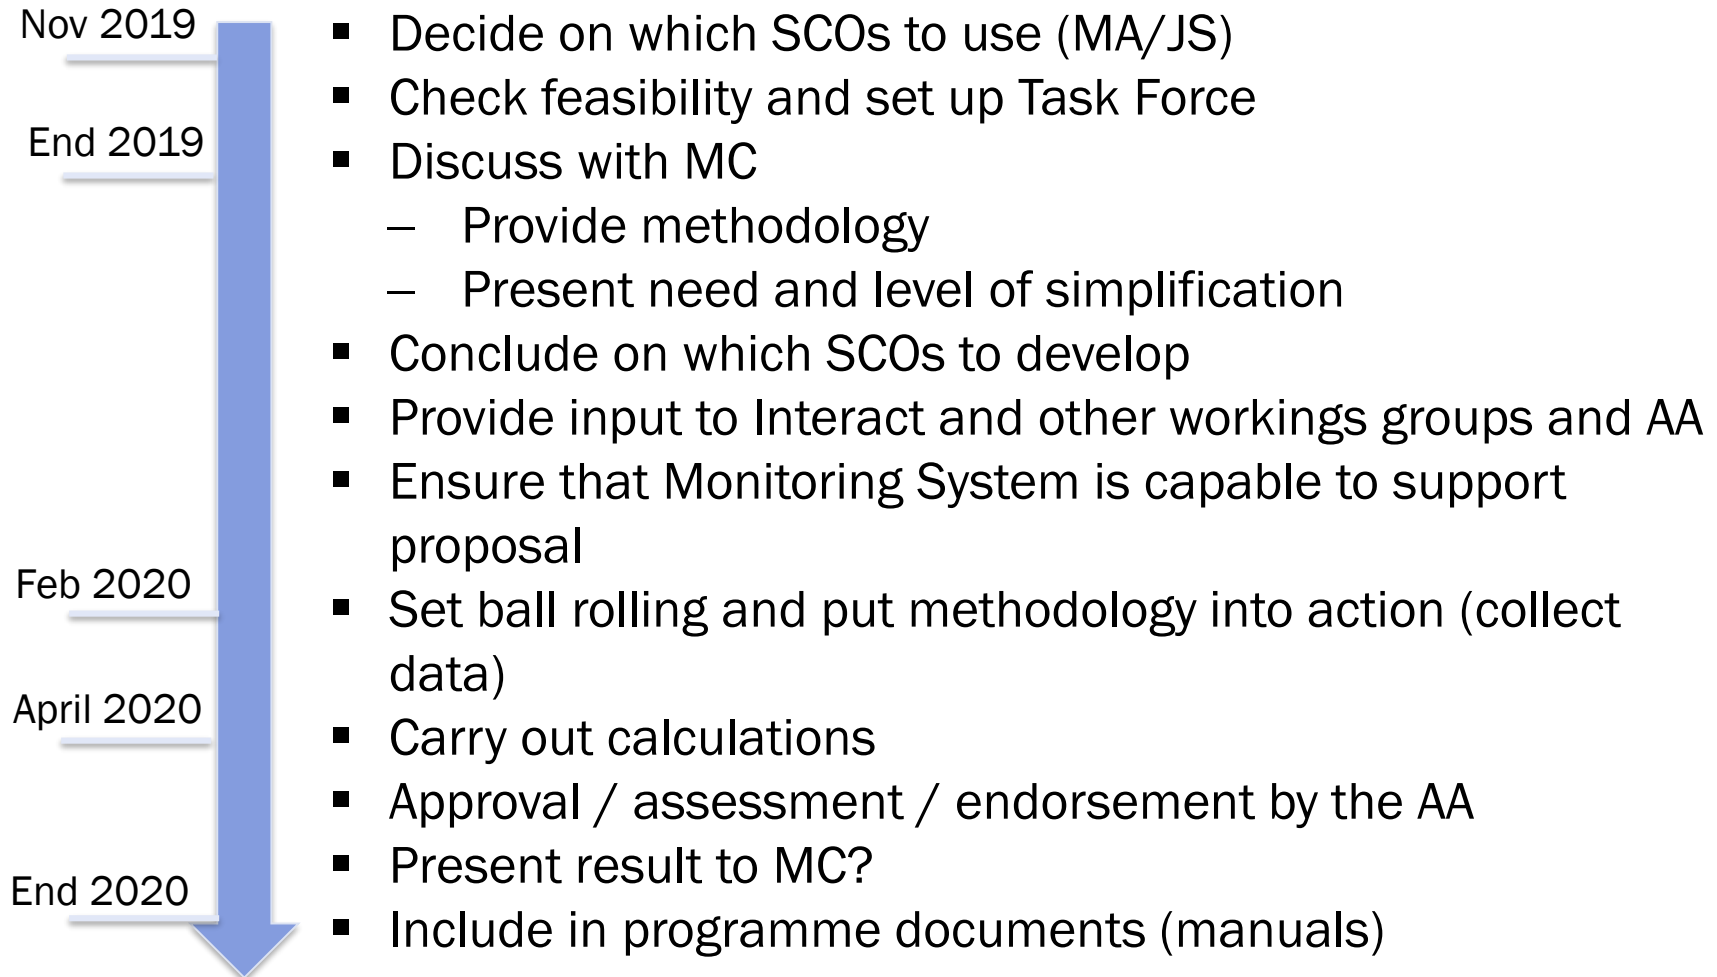 Nov 2019
End 2019
Feb 2020
April 2020
End 2020
▪ Decide on which SCOs to use (MA/JS)
▪ Check feasibility and set up Task Force
▪ Discuss with MC
– Provide methodology
– Present need and level of simplification
▪ Conclude on which SCOs to develop
▪ Provide input to Interact and other workings groups and AA
▪ Ensure that Monitoring System is capable to support
proposal
▪ Set ball rolling and put methodology into action (collect
data)
▪ Carry out calculations
▪ Approval / assessment / endorsement by the AA
▪ Present result to MC?
▪ Include in programme documents (manuals)